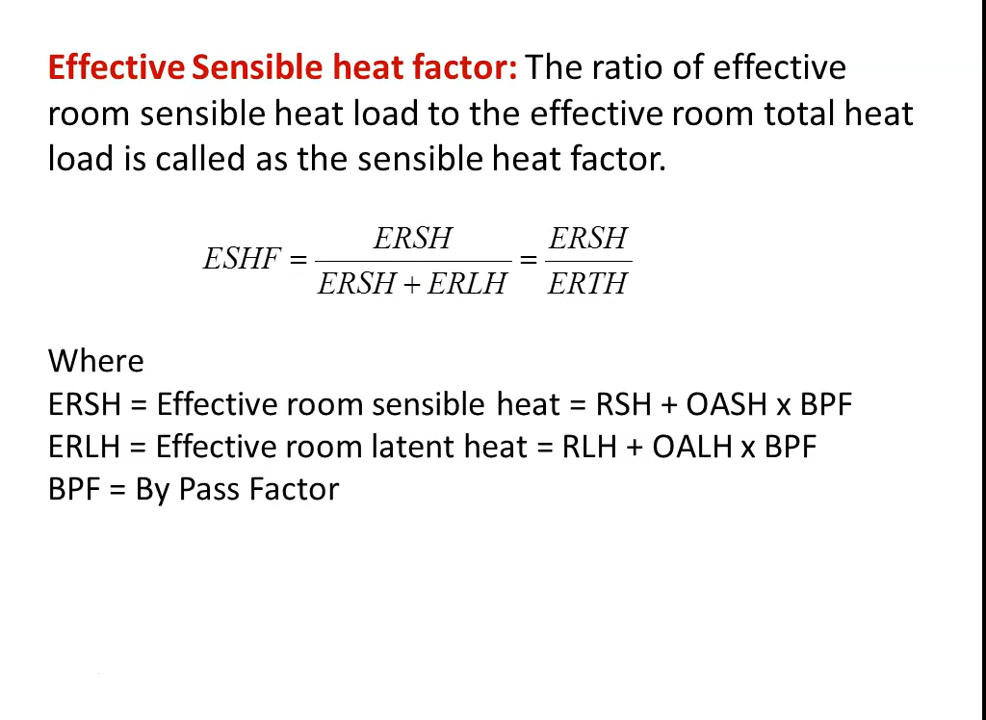 Effective Sensible heat factor: The ratio of effective
room sensible heat load to the effective room total heat
load is called as the sensible heat factor.
ESHF = ERSH / (ERSH + ERLH) = ERSH / ERTH
Where
ERSH = Effective room sensible heat = RSH + OASH x BPF
ERLH = Effective room latent heat = RLH + OALH x BPF
BPF = By Pass Factor